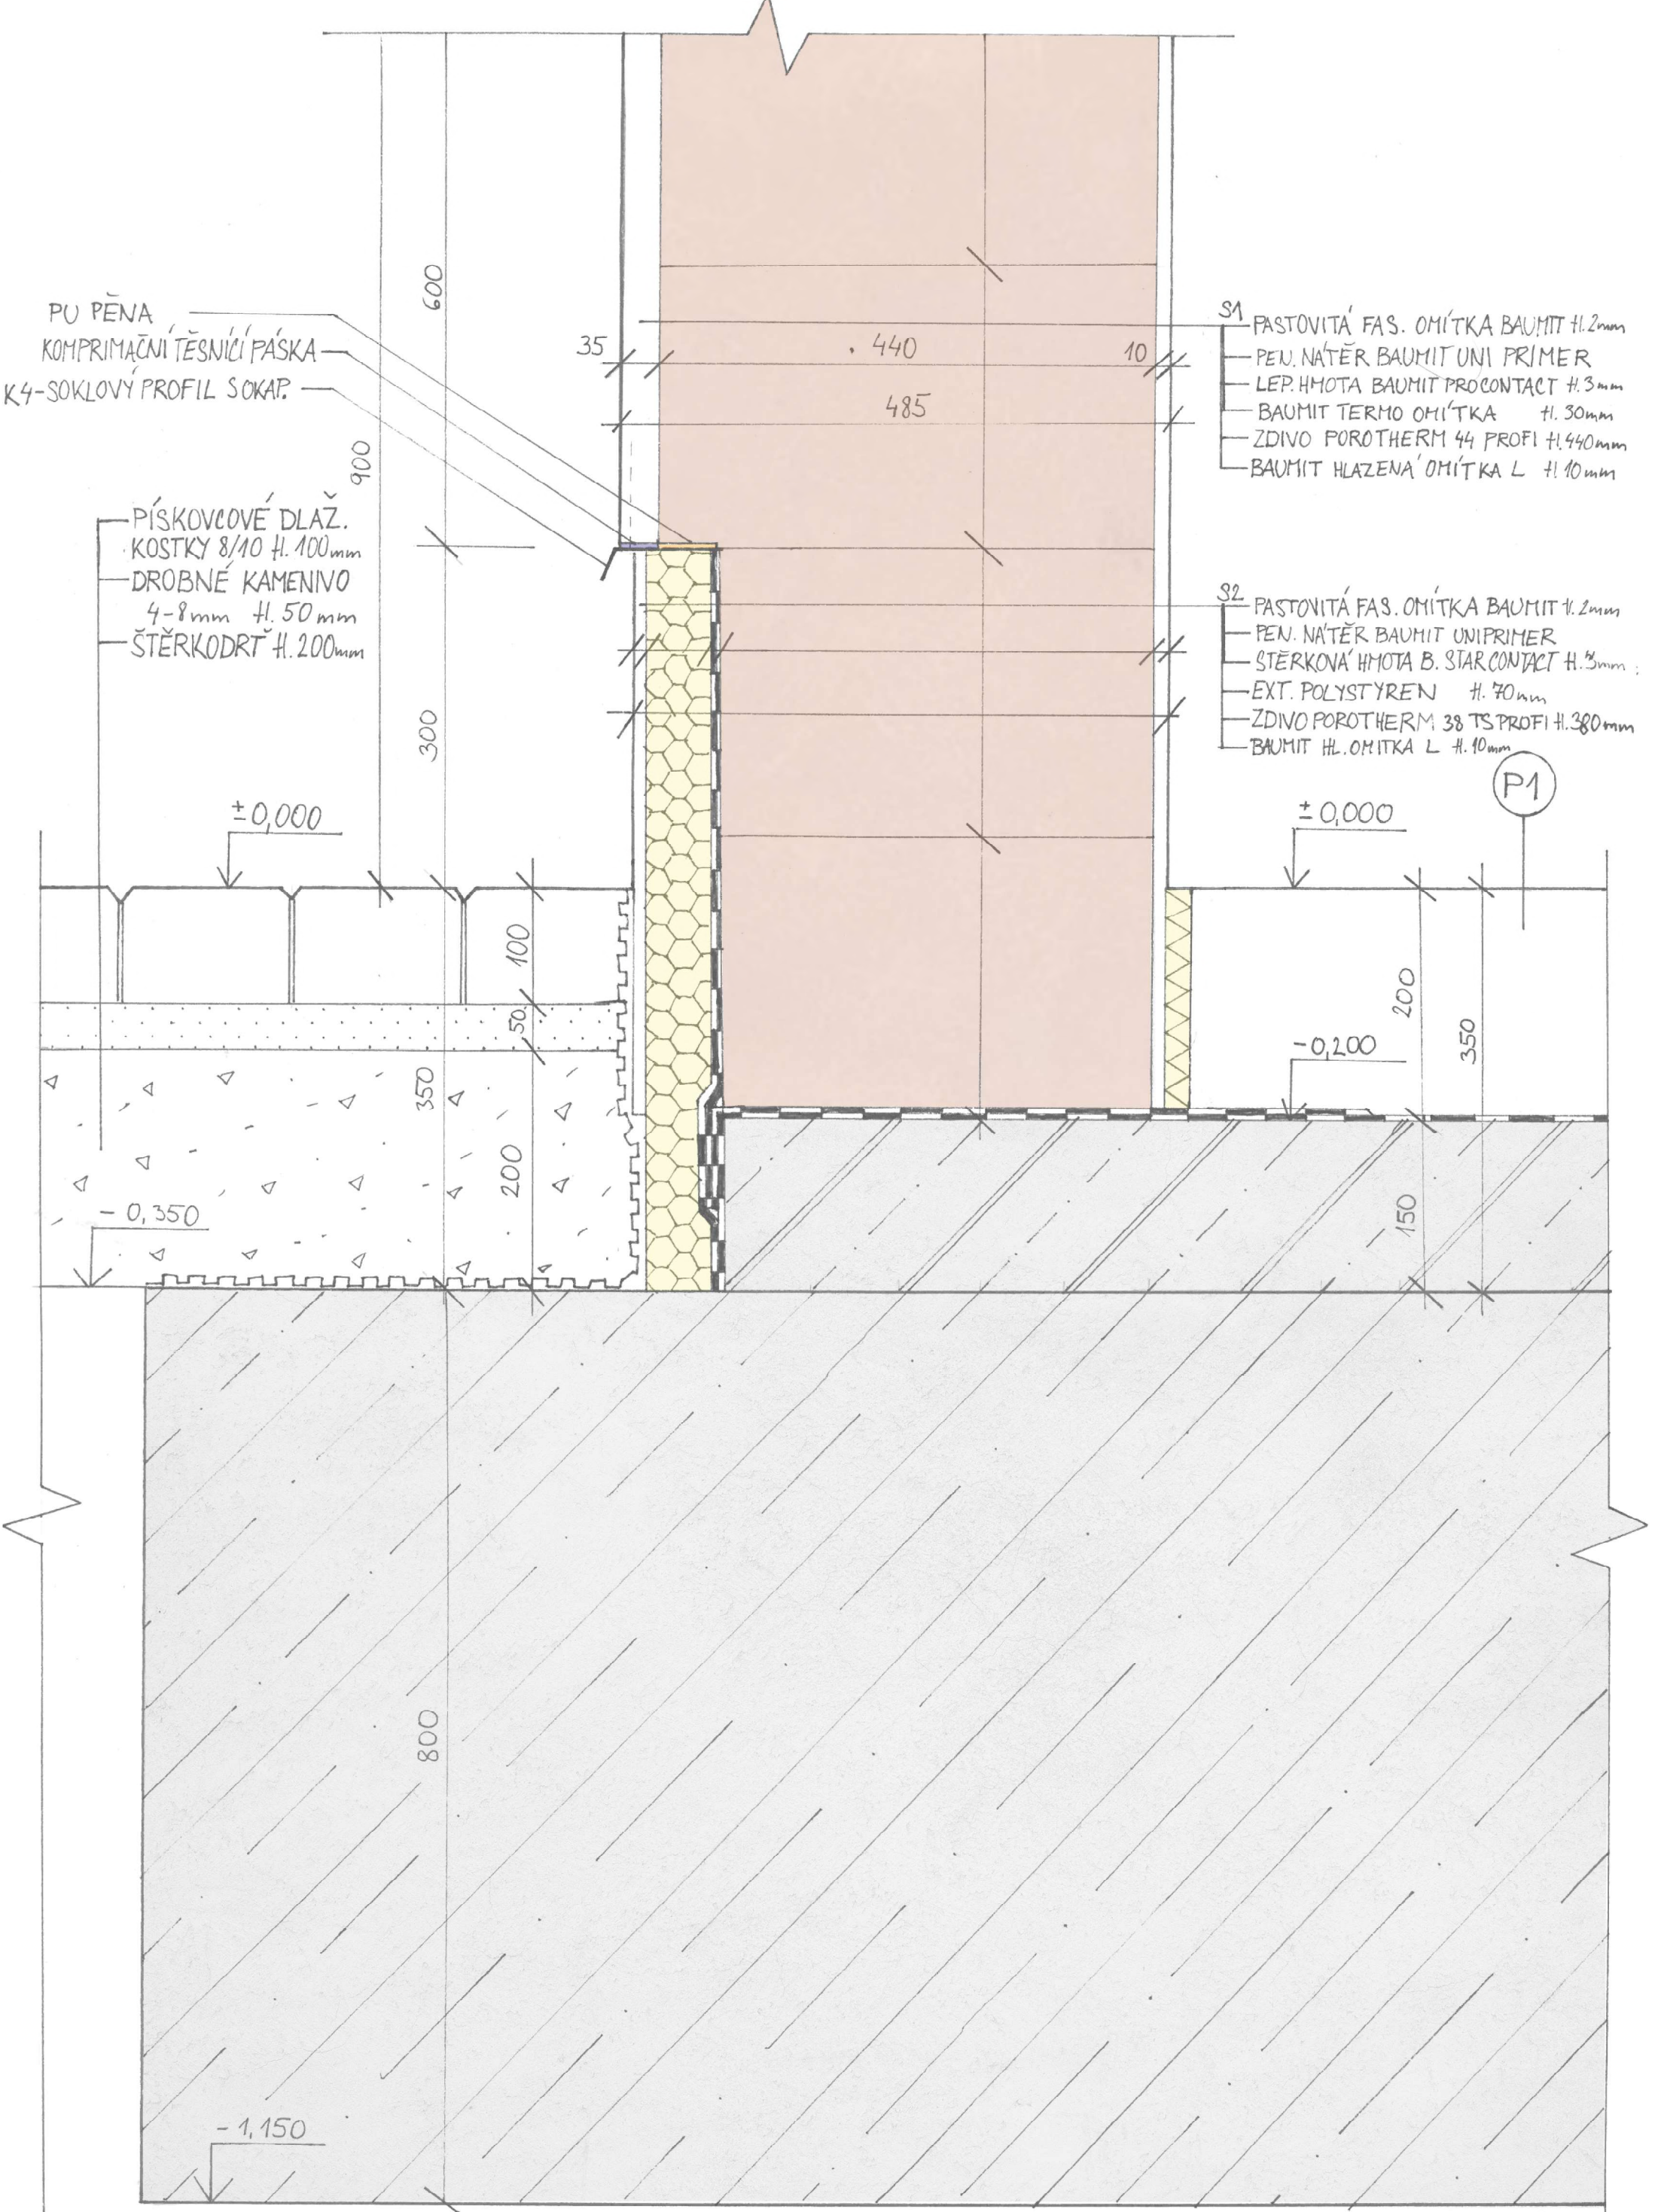 PU PĚNA
KOMPRIMAČNÍ TĚSNÍCÍ PÁSKA
K4-SOKLOVÝ PROFIL S OKAP.
600
900
35
440
10
485
S1
PASTOVITÁ FAS. OMÍTKA BAUMIT tl. 2mm
PEN. NÁTĚR BAUMIT UNI PRIMER
LEP. HMOTA BAUMIT PROCONTACT tl. 3mm
BAUMIT TERMO OMÍTKA tl. 30mm
ZDIVO POROTHERM 44 PROFI tl. 440mm
BAUMIT HLAZENÁ OMÍTKA L tl. 10mm
PÍSKOVCOVÉ DLAŽ.
KOSTKY 8/10 tl. 100mm
DROBNÉ KAMENIVO
4-8mm tl. 50mm
ŠTĚRKODRŤ tl. 200mm
S2
PASTOVITÁ FAS. OMÍTKA BAUMIT tl. 2mm
PEN. NÁTĚR BAUMIT UNIPRIMER
STĚRKOVÁ HMOTA B. STARCONTACT tl. 3mm
EXT. POLYSTYREN tl. 70mm
ZDIVO POROTHERM 38 TS PROFI tl. 380mm
BAUMIT HL. OMITKA L tl. 10mm
300
P1
±0,000
±0,000
100
50
350
200
-0,350
200
350
-0,200
150
800
-1,150